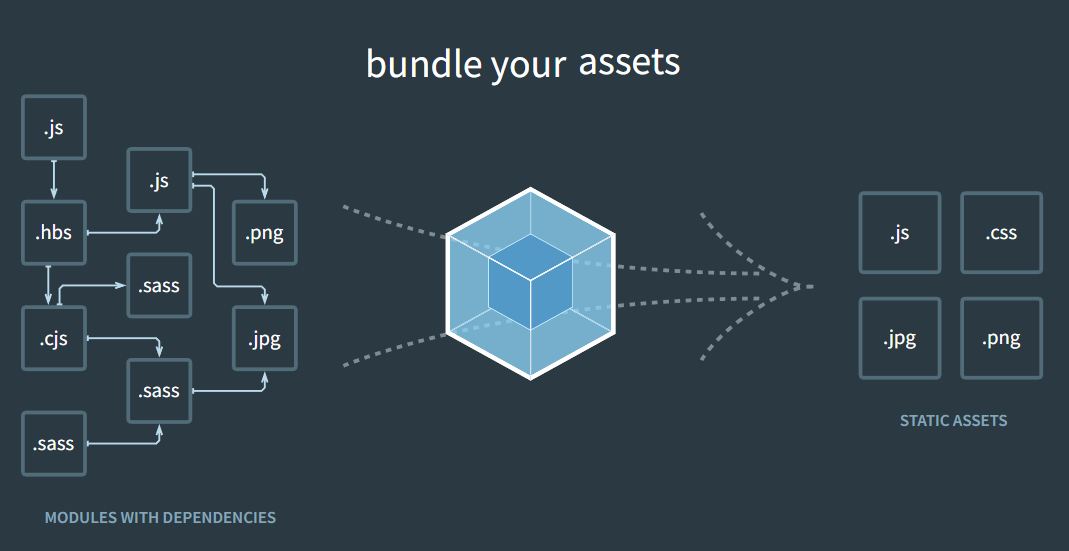 bundle your assets
.js
.js
.hbs
.png
.sass
.cjs
.jpg
.sass
.sass
MODULES WITH DEPENDENCIES
.js
.css
.jpg
.png
STATIC ASSETS